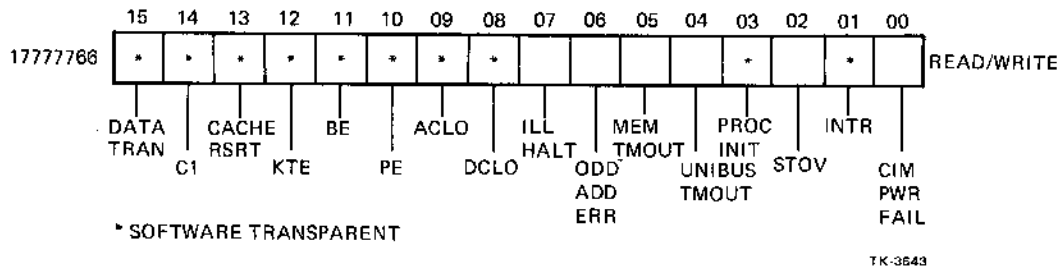 15 14 13 12 11 10 09 08 07 06 05 04 03 02 01 00
17777766 * * * * * * * * * * READ/WRITE
DATA TRAN
C1
CACHE RSRT
KTE
BE
PE
ACLO
DCLO
ILL HALT
ODD ADD ERR
MEM TMOUT
UNIBUS TMOUT
PROC INIT
STOV
INTR
CIM PWR FAIL
* SOFTWARE TRANSPARENT
TK-3643